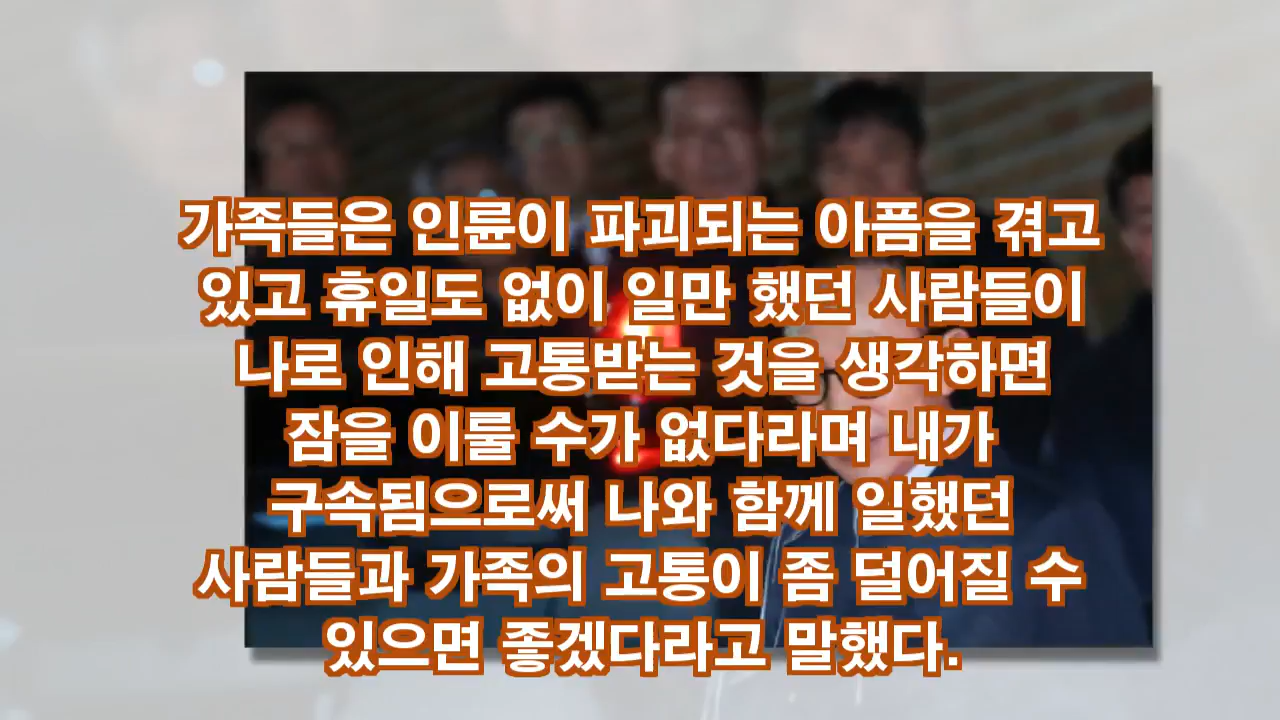 가족들은 인륜이 파괴되는 아픔을 겪고
있고 휴일도 없이 일만 했던 사람들이
나로 인해 고통받는 것을 생각하면
잠을 이룰 수가 없다라며 내가
구속됨으로써 나와 함께 일했던
사람들과 가족의 고통이 좀 덜어질 수
있으면 좋겠다라고 말했다.